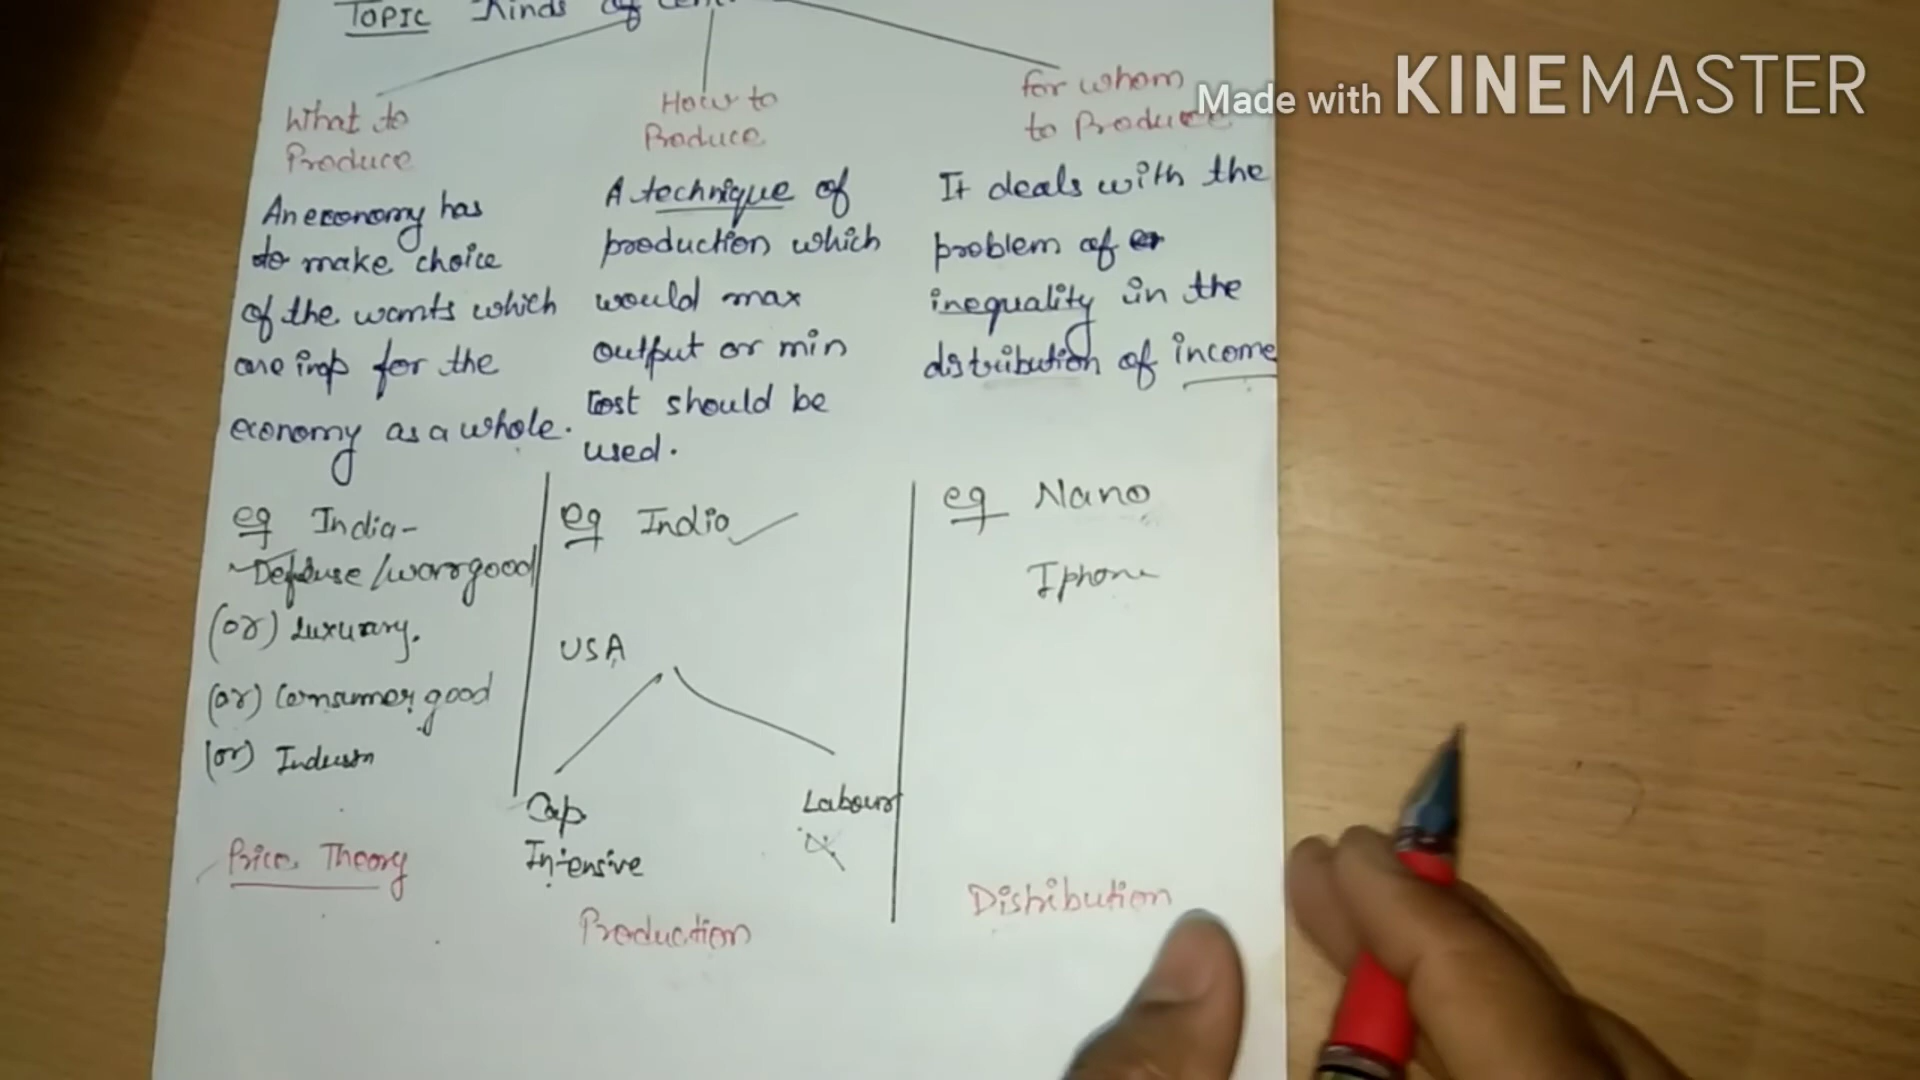 TOPIC Kinds of
Made with KINEMASTER
What to
Produce
An economy has
to make choice
of the wants which
are imp for the
economy as a whole.
eg India-
Defense/war good
(or) Luxurary.
(or) Consumer good
(or)
Price Theory
How to
Produce
A technique of
production which
would max
output or min
Cost should be
used.
eg India
USA
Cap
Intensive
Labour
Production
for whom
to Produce
It deals with the
problem of
inequality in the
distribution of income
eg Nano
Iphone
Distribution